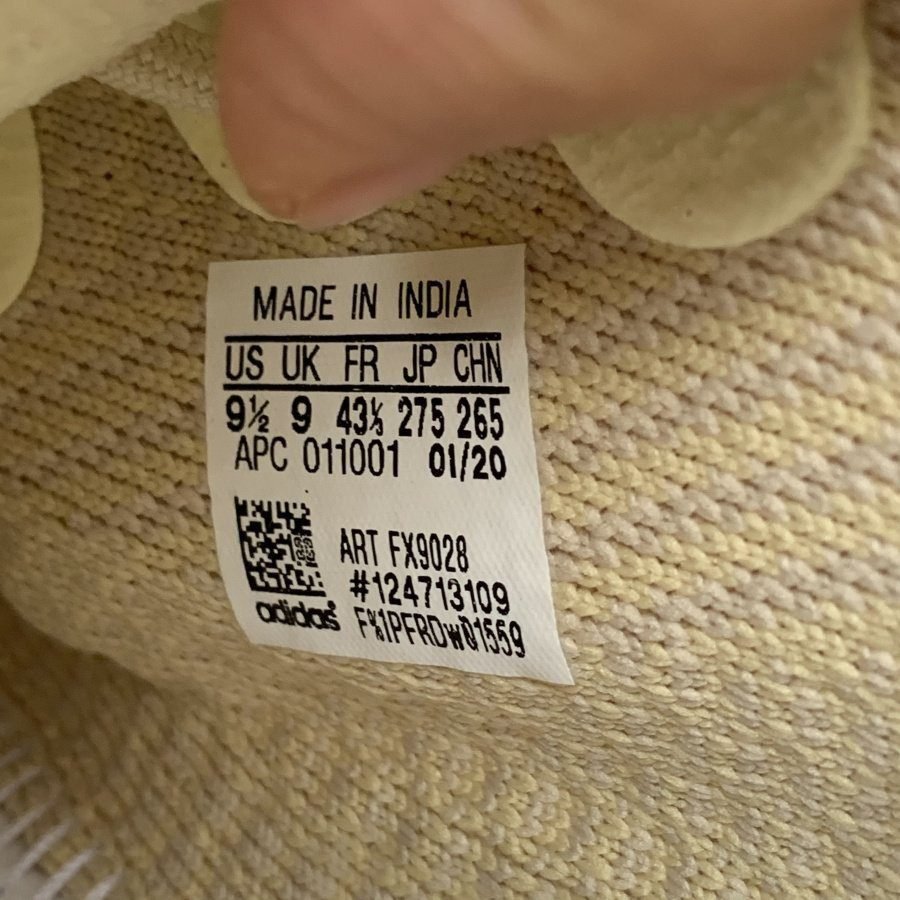 MADE IN INDIA
US UK FR JP CHN
9½ 9 43⅓ 275 265
APC 011001 01/20
ART FX9028
#124713109
adidas